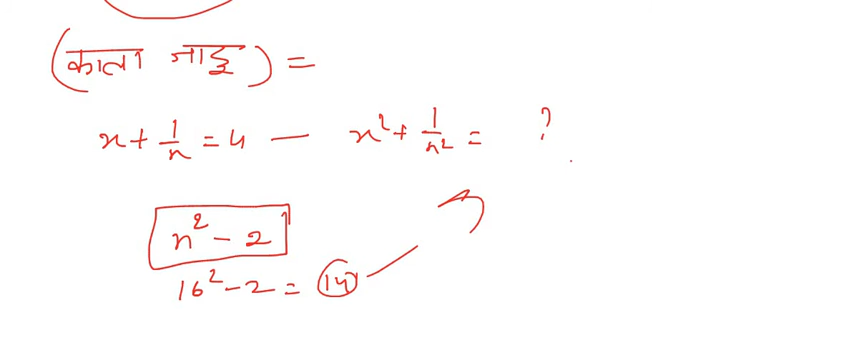 (काला जादू) =
x + 1/x = 4 — x² + 1/x² = ?
n² - 2
16² - 2 = 14